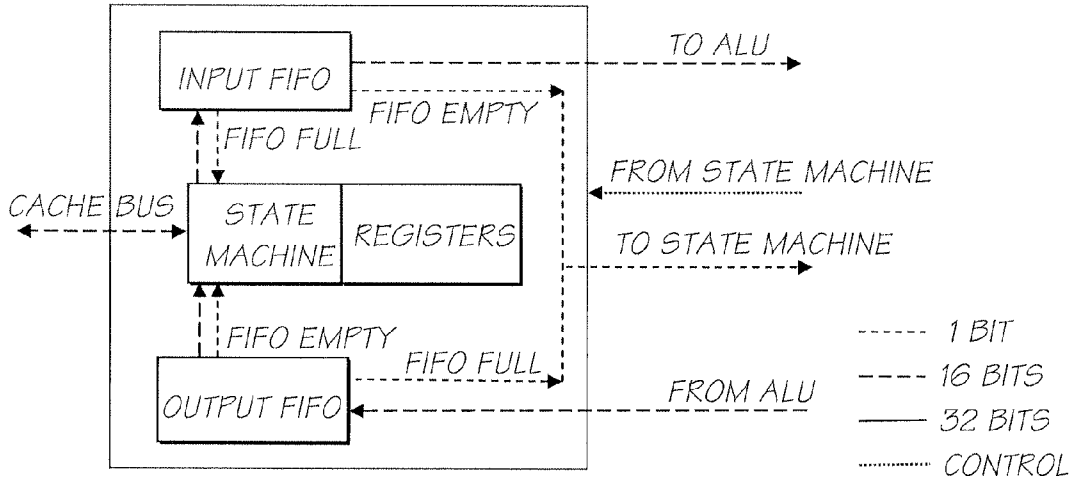 INPUT FIFO
TO ALU
FIFO EMPTY
FIFO FULL
FROM STATE MACHINE
CACHE BUS
STATE
MACHINE
REGISTERS
TO STATE MACHINE
FIFO EMPTY
FIFO FULL
OUTPUT FIFO
FROM ALU
1 BIT
16 BITS
32 BITS
CONTROL